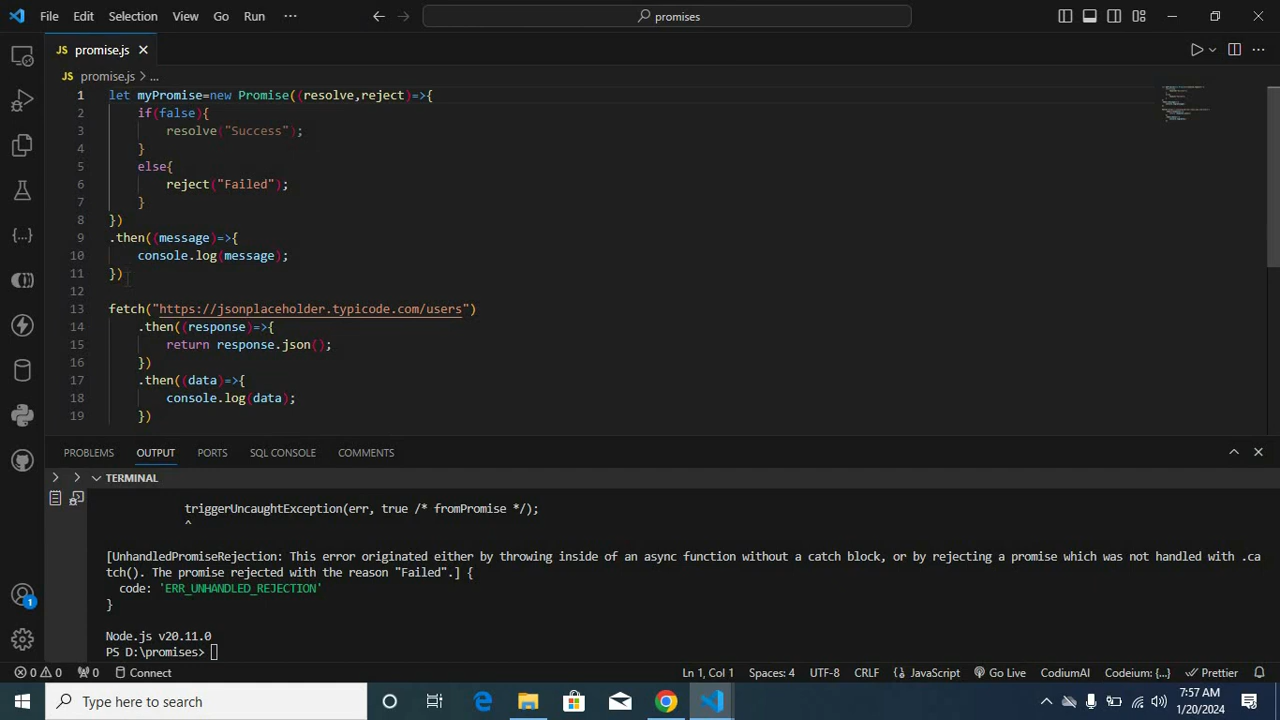 File Edit Selection View Go Run ··· promises
JS promise.js
JS promise.js > ...
1 let myPromise=new Promise((resolve,reject)=>{
2 if(false){
3 resolve("Success");
4 }
5 else{
6 reject("Failed");
7 }
8 })
9 .then((message)=>{
10 console.log(message);
11 })
12
13 fetch("https://jsonplaceholder.typicode.com/users")
14 .then((response)=>{
15 return response.json();
16 })
17 .then((data)=>{
18 console.log(data);
19 })
PROBLEMS OUTPUT PORTS SQL CONSOLE COMMENTS
TERMINAL
triggerUncaughtException(err, true /* fromPromise */);
^
[UnhandledPromiseRejection: This error originated either by throwing inside of an async function without a catch block, or by rejecting a promise which was not handled with .ca
tch(). The promise rejected with the reason "Failed".] {
code: 'ERR_UNHANDLED_REJECTION'
}
Node.js v20.11.0
PS D:\promises>
1
0 0 0 Connect Ln 1, Col 1 Spaces: 4 UTF-8 CRLF JavaScript Go Live CodiumAI Codeium: {...} Prettier
Type here to search
7:57 AM
1/20/2024